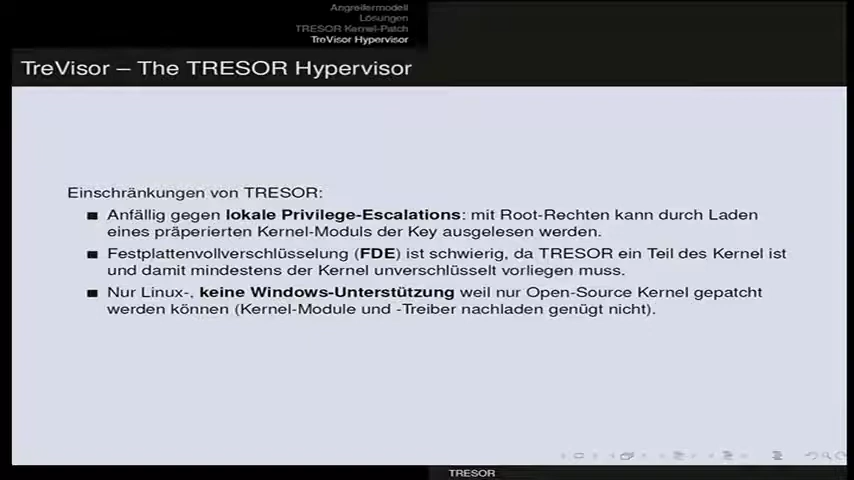 Angreifermodell
Lösungen
TRESOR Kernel-Patch
TreVisor Hypervisor
TreVisor – The TRESOR Hypervisor
Einschränkungen von TRESOR:
Anfällig gegen lokale Privilege-Escalations: mit Root-Rechten kann durch Laden
eines präperierten Kernel-Moduls der Key ausgelesen werden.
Festplattenvollverschlüsselung (FDE) ist schwierig, da TRESOR ein Teil des Kernel ist
und damit mindestens der Kernel unverschlüsselt vorliegen muss.
Nur Linux-, keine Windows-Unterstützung weil nur Open-Source Kernel gepatcht
werden können (Kernel-Module und -Treiber nachladen genügt nicht).
TRESOR